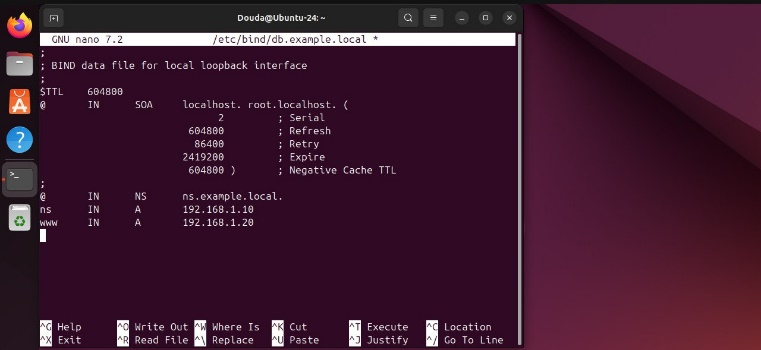 Douda@Ubuntu-24: ~
GNU nano 7.2 /etc/bind/db.example.local *
;
; BIND data file for local loopback interface
;
$TTL 604800
@ IN SOA localhost. root.localhost. (
2 ; Serial
604800 ; Refresh
86400 ; Retry
2419200 ; Expire
604800 ) ; Negative Cache TTL
;
@ IN NS ns.example.local.
ns IN A 192.168.1.10
www IN A 192.168.1.20
^G Help ^O Write Out ^W Where Is ^K Cut ^T Execute ^C Location
^X Exit ^R Read File ^\ Replace ^U Paste ^J Justify ^/ Go To Line